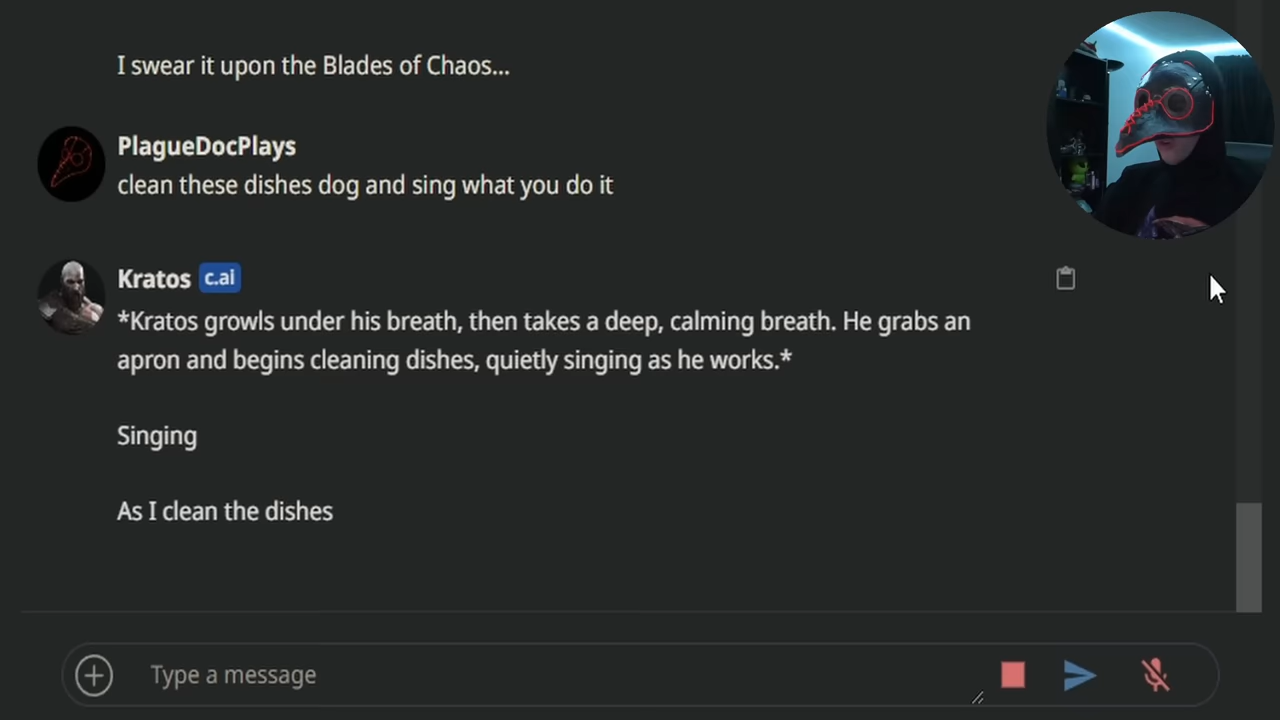 I swear it upon the Blades of Chaos...
PlagueDocPlays
clean these dishes dog and sing what you do it
Kratos c.ai
*Kratos growls under his breath, then takes a deep, calming breath. He grabs an
apron and begins cleaning dishes, quietly singing as he works.*
Singing
As I clean the dishes
Type a message